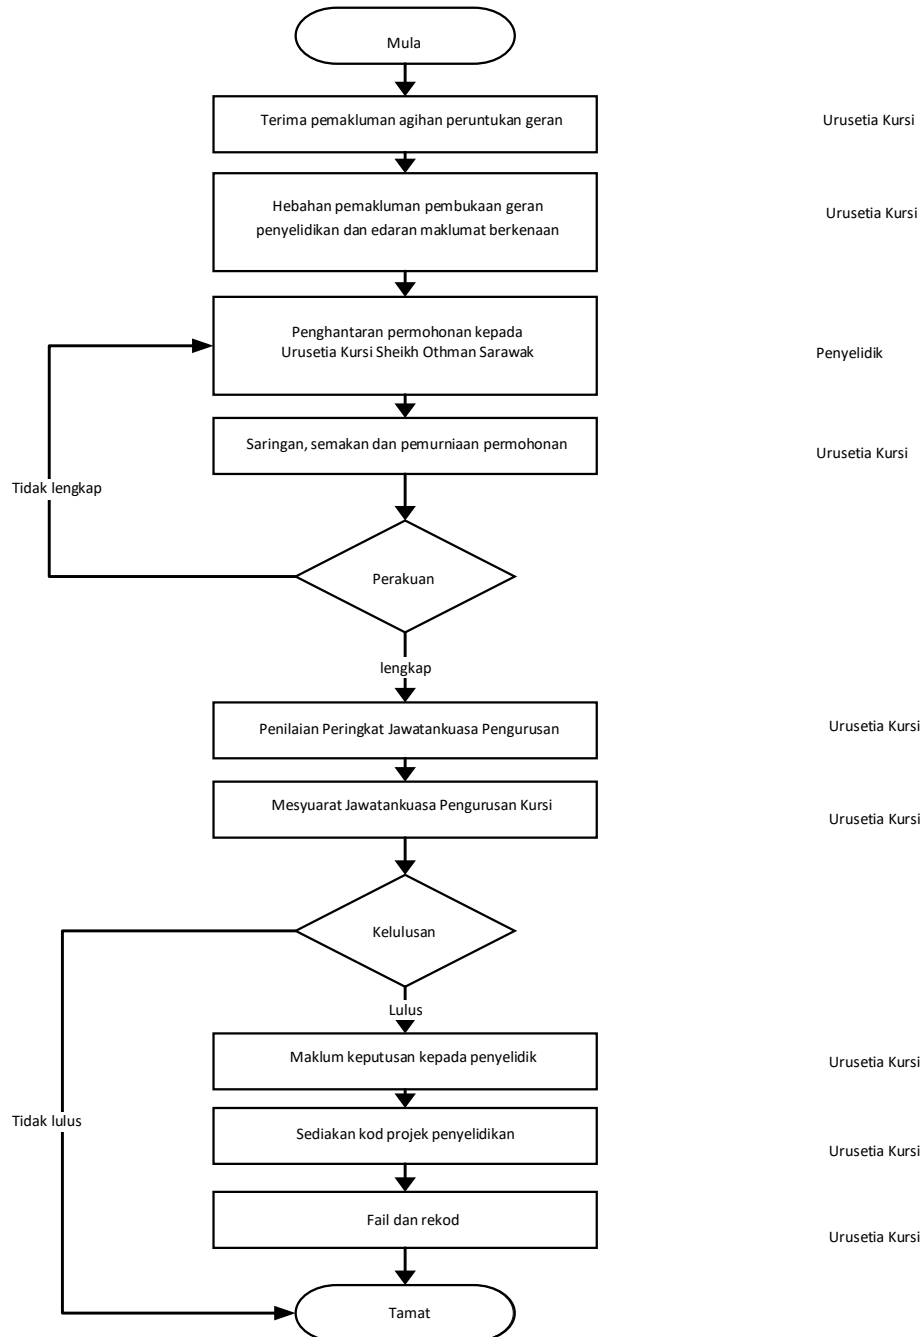 Mula
Terima pemakluman agihan peruntukan geran
Urusetia Kursi
Hebahan pemakluman pembukaan geran
penyelidikan dan edaran maklumat berkenaan
Urusetia Kursi
Penghantaran permohonan kepada
Urusetia Kursi Sheikh Othman Sarawak
Penyelidik
Saringan, semakan dan pemurniaan permohonan
Urusetia Kursi
Tidak lengkap
Perakuan
lengkap
Penilaian Peringkat Jawatankuasa Pengurusan
Urusetia Kursi
Mesyuarat Jawatankuasa Pengurusan Kursi
Urusetia Kursi
Kelulusan
Lulus
Maklum keputusan kepada penyelidik
Urusetia Kursi
Tidak lulus
Sediakan kod projek penyelidikan
Urusetia Kursi
Fail dan rekod
Urusetia Kursi
Tamat